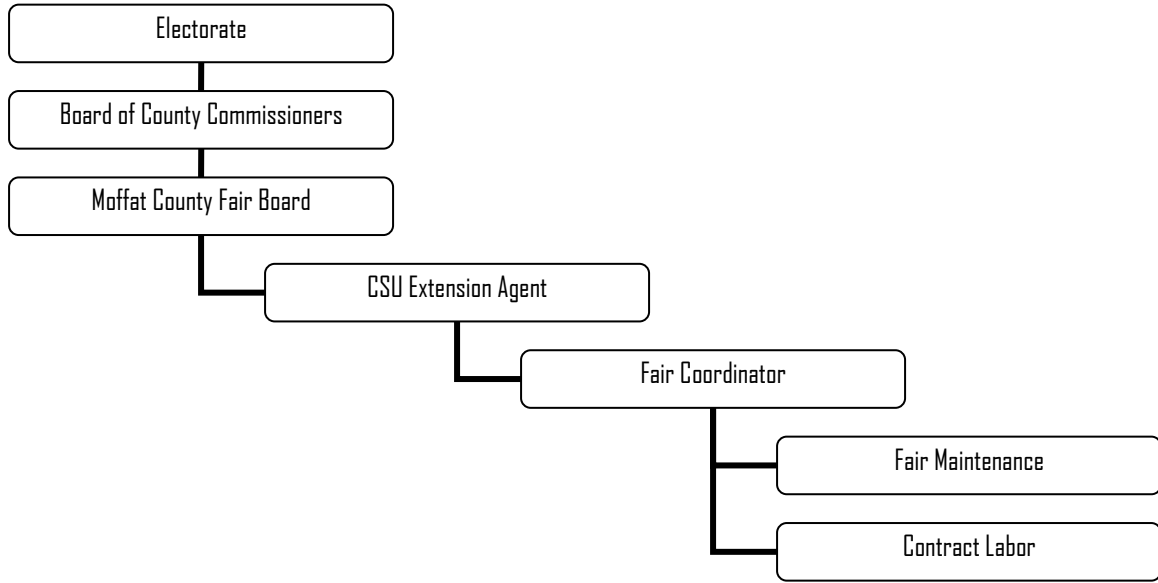 Electorate
Board of County Commissioners
Moffat County Fair Board
CSU Extension Agent
Fair Coordinator
Fair Maintenance
Contract Labor